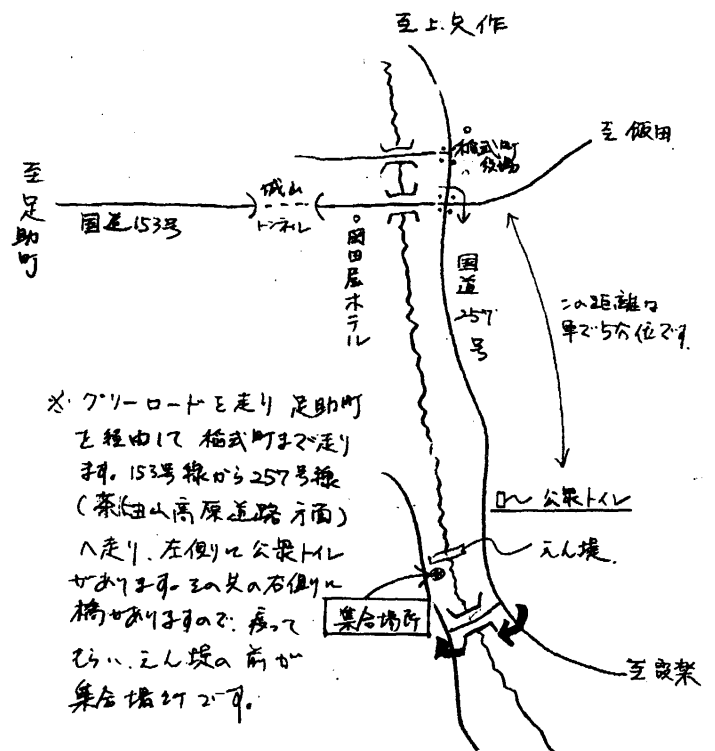 至上矢作
至飯田
稲武町
役場
城山
トンネル
至足助町
国道153号
岡田屋ホテル
国道257号
この距離は
車で5分位です。
※ グリーロードを走り 足助町
を経由して 稲武町まで走り
ます。153号線から257号線
(茶臼山高原道路方面)
へ走り、左側に公衆トイレ
があります。その先の右側に
橋がありますので、渡って
もらい、えん堤の前が
集合場所です。
公衆トイレ
えん堤
集合場所
至設楽